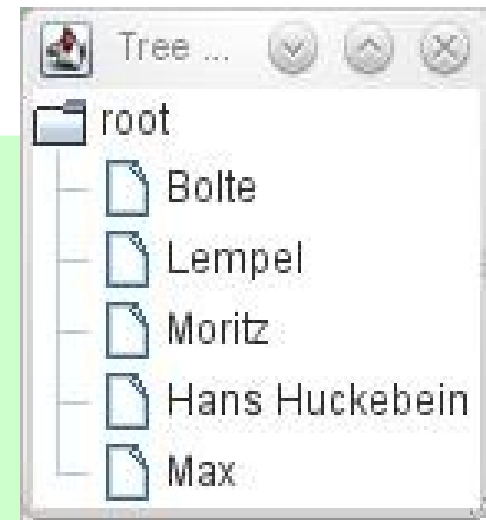 Tree ...
root
Bolte
Lempel
Moritz
Hans Huckebein
Max